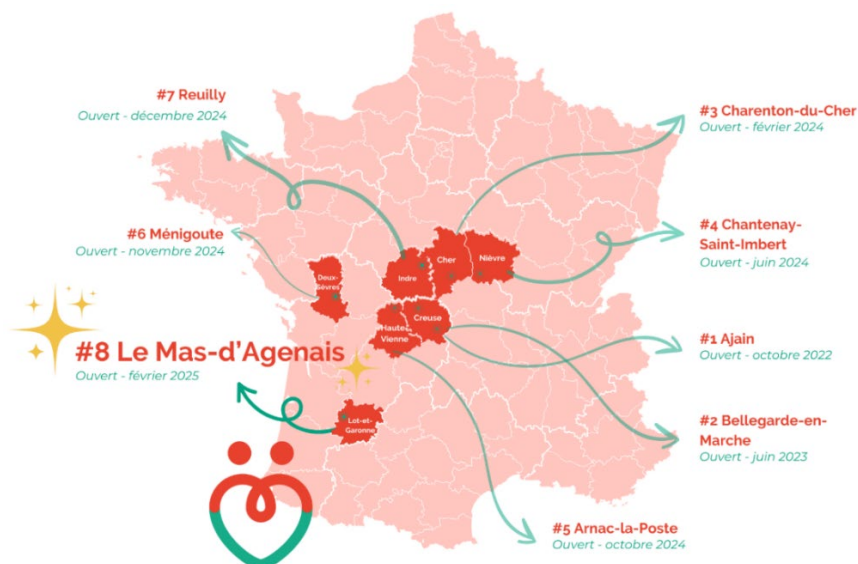 #7 Reuilly
Ouvert - décembre 2024
#3 Charenton-du-Cher
Ouvert - février 2024
#6 Ménigoute
Ouvert - novembre 2024
#4 Chantenay-
Saint-Imbert
Ouvert - juin 2024
Deux-
Sèvres
Indre
Cher
Nièvre
Haute
Vienne
Creuse
#8 Le Mas-d'Agenais
Ouvert - février 2025
#1 Ajain
Ouvert - octobre 2022
Lot-et-
Garonne
#2 Bellegarde-en-
Marche
Ouvert - juin 2023
#5 Arnac-la-Poste
Ouvert - octobre 2024